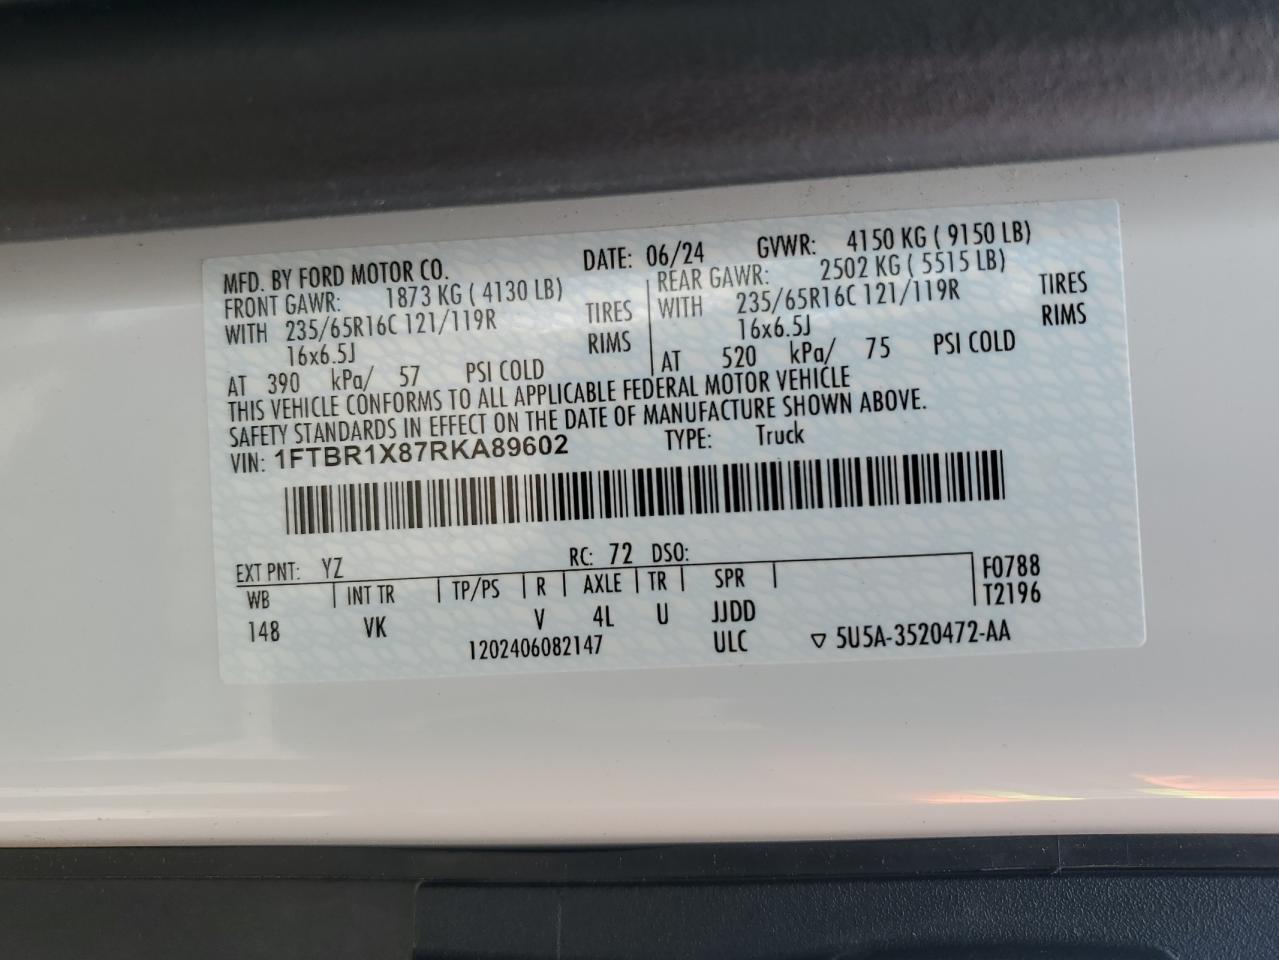 MFD. BY FORD MOTOR CO. DATE: 06/24 GVWR: 4150 KG ( 9150 LB)
FRONT GAWR: 1873 KG ( 4130 LB) REAR GAWR: 2502 KG ( 5515 LB)
WITH 235/65R16C 121/119R TIRES WITH 235/65R16C 121/119R TIRES
16x6.5J RIMS 16x6.5J RIMS
AT 390 kPa/ 57 PSI COLD AT 520 kPa/ 75 PSI COLD
THIS VEHICLE CONFORMS TO ALL APPLICABLE FEDERAL MOTOR VEHICLE
SAFETY STANDARDS IN EFFECT ON THE DATE OF MANUFACTURE SHOWN ABOVE.
VIN: 1FTBR1X87RKA89602 TYPE: Truck
EXT PNT: YZ RC: 72 DSO:
WB INT TR TP/PS R AXLE TR SPR F0788
T2196
148 VK V 4L U JJDD
1202406082147 ULC ▽ 5U5A-3520472-AA